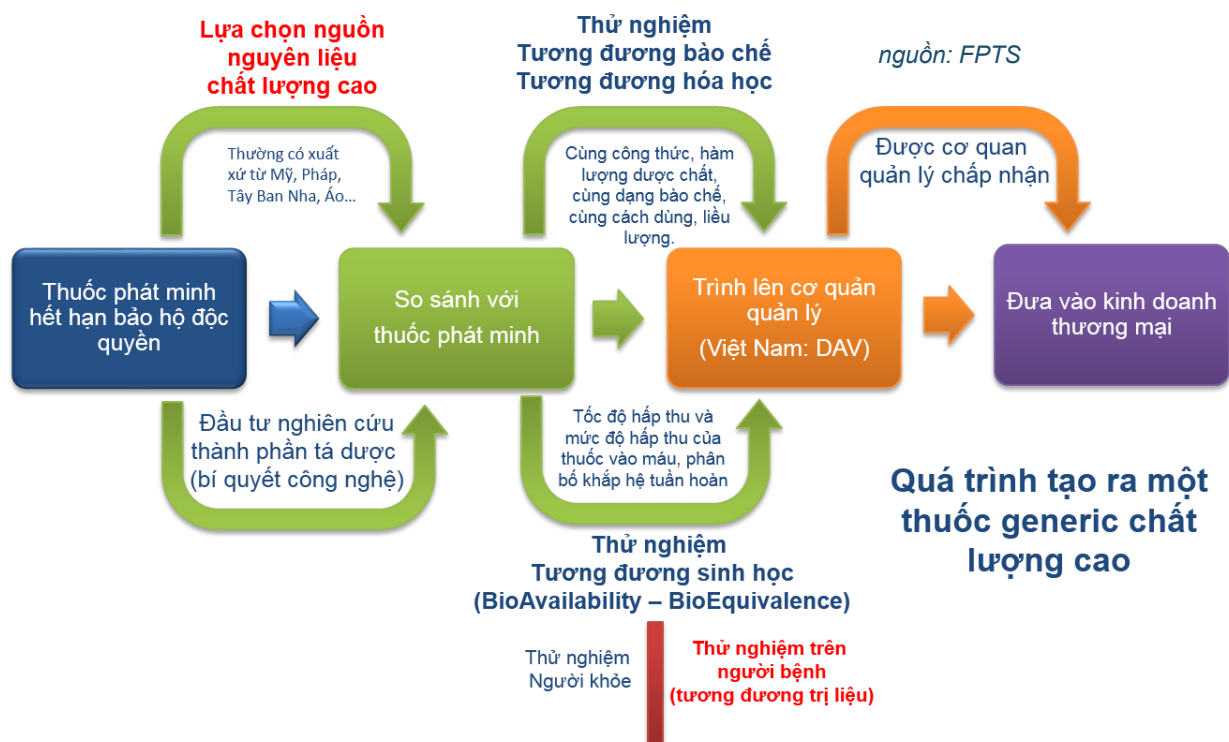 Lựa chọn nguồn
nguyên liệu
chất lượng cao
Thử nghiệm
Tương đương bào chế
Tương đương hóa học
nguồn: FPTS
Thường có xuất
xứ từ Mỹ, Pháp,
Tây Ban Nha, Áo...
Cùng công thức, hàm
lượng dược chất,
cùng dạng bào chế,
cùng cách dùng, liều
lượng.
Được cơ quan
quản lý chấp nhận
Thuốc phát minh
hết hạn bảo hộ độc
quyền
So sánh với
thuốc phát minh
Trình lên cơ quản
quản lý
(Việt Nam: DAV)
Đưa vào kinh doanh
thương mại
Đầu tư nghiên cứu
thành phần tá dược
(bí quyết công nghệ)
Tốc độ hấp thu và
mức độ hấp thu của
thuốc vào máu, phân
bố khắp hệ tuần hoàn
Quá trình tạo ra một
thuốc generic chất
lượng cao
Thử nghiệm
Tương đương sinh học
(BioAvailability – BioEquivalence)
Thử nghiệm
Người khỏe
Thử nghiệm trên
người bệnh
(tương đương trị liệu)